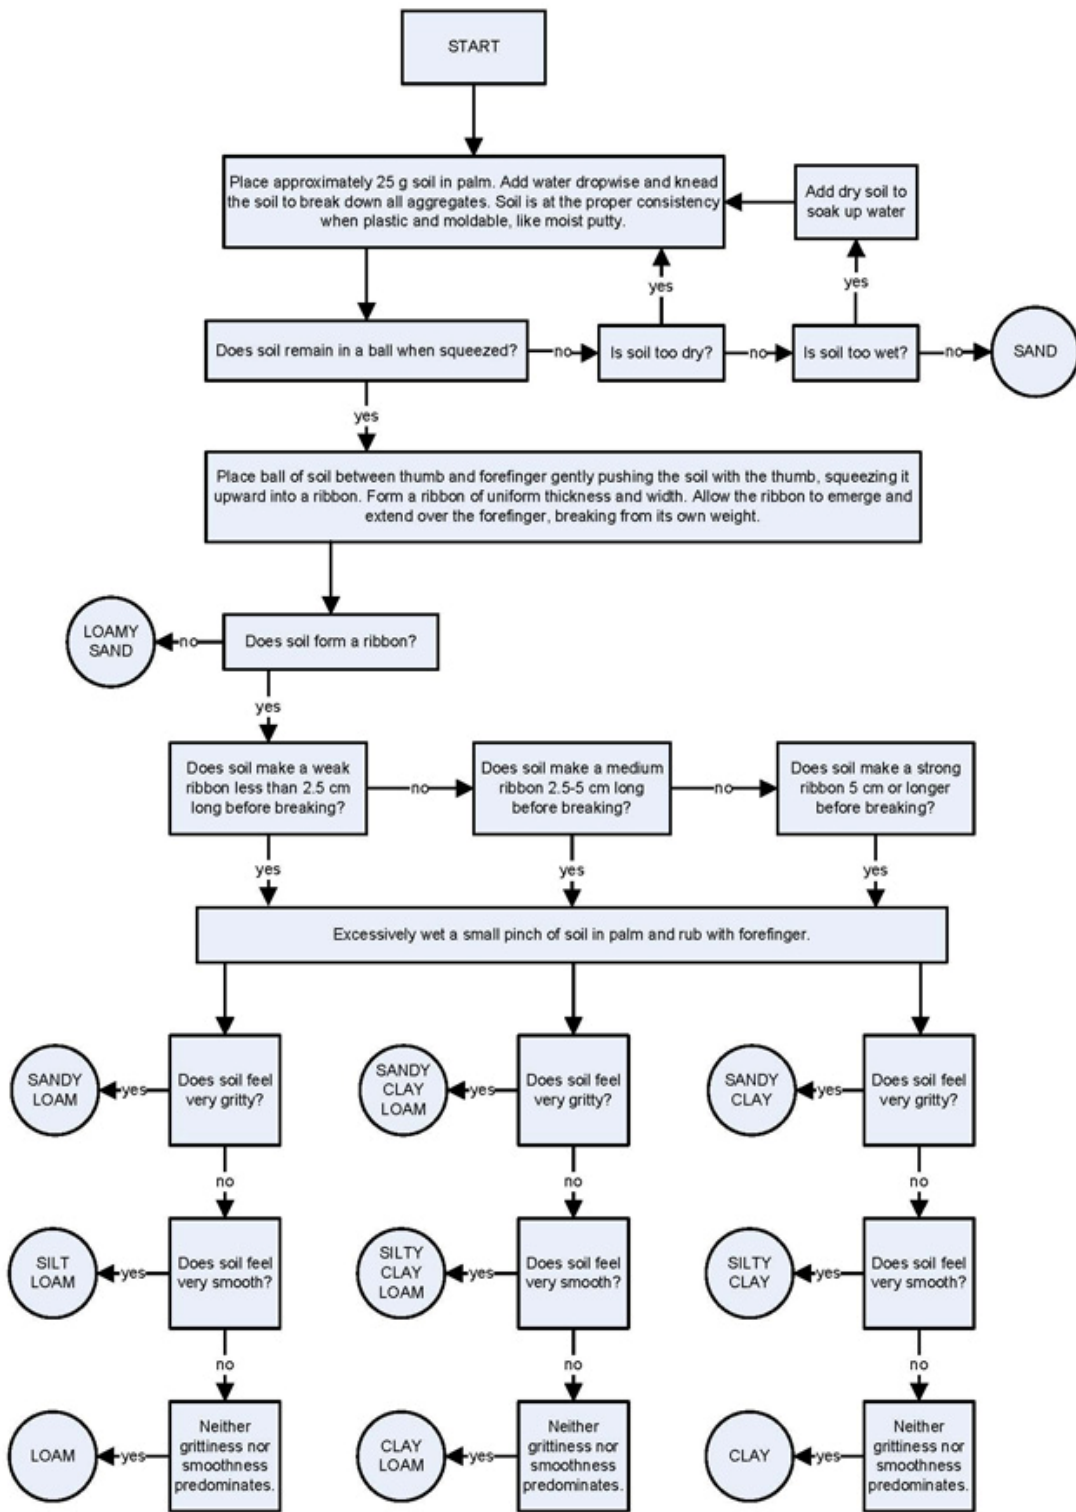 START
Place approximately 25 g soil in palm. Add water dropwise and knead
the soil to break down all aggregates. Soil is at the proper consistency
when plastic and moldable, like moist putty.
Add dry soil to
soak up water
yes
yes
Does soil remain in a ball when squeezed?
no
Is soil too dry?
no
Is soil too wet?
no
SAND
yes
Place ball of soil between thumb and forefinger gently pushing the soil with the thumb, squeezing it
upward into a ribbon. Form a ribbon of uniform thickness and width. Allow the ribbon to emerge and
extend over the forefinger, breaking from its own weight.
LOAMY
SAND
no
Does soil form a ribbon?
yes
Does soil make a weak
ribbon less than 2.5 cm
long before breaking?
no
Does soil make a medium
ribbon 2.5-5 cm long
before breaking?
no
Does soil make a strong
ribbon 5 cm or longer
before breaking?
yes
yes
yes
Excessively wet a small pinch of soil in palm and rub with forefinger.
SANDY
LOAM
yes
Does soil feel
very gritty?
SANDY
CLAY
LOAM
yes
Does soil feel
very gritty?
SANDY
CLAY
yes
Does soil feel
very gritty?
no
no
no
SILT
LOAM
yes
Does soil feel
very smooth?
SILTY
CLAY
LOAM
yes
Does soil feel
very smooth?
SILTY
CLAY
yes
Does soil feel
very smooth?
no
no
no
LOAM
yes
Neither
grittiness nor
smoothness
predominates.
CLAY
LOAM
yes
Neither
grittiness nor
smoothness
predominates.
CLAY
yes
Neither
grittiness nor
smoothness
predominates.